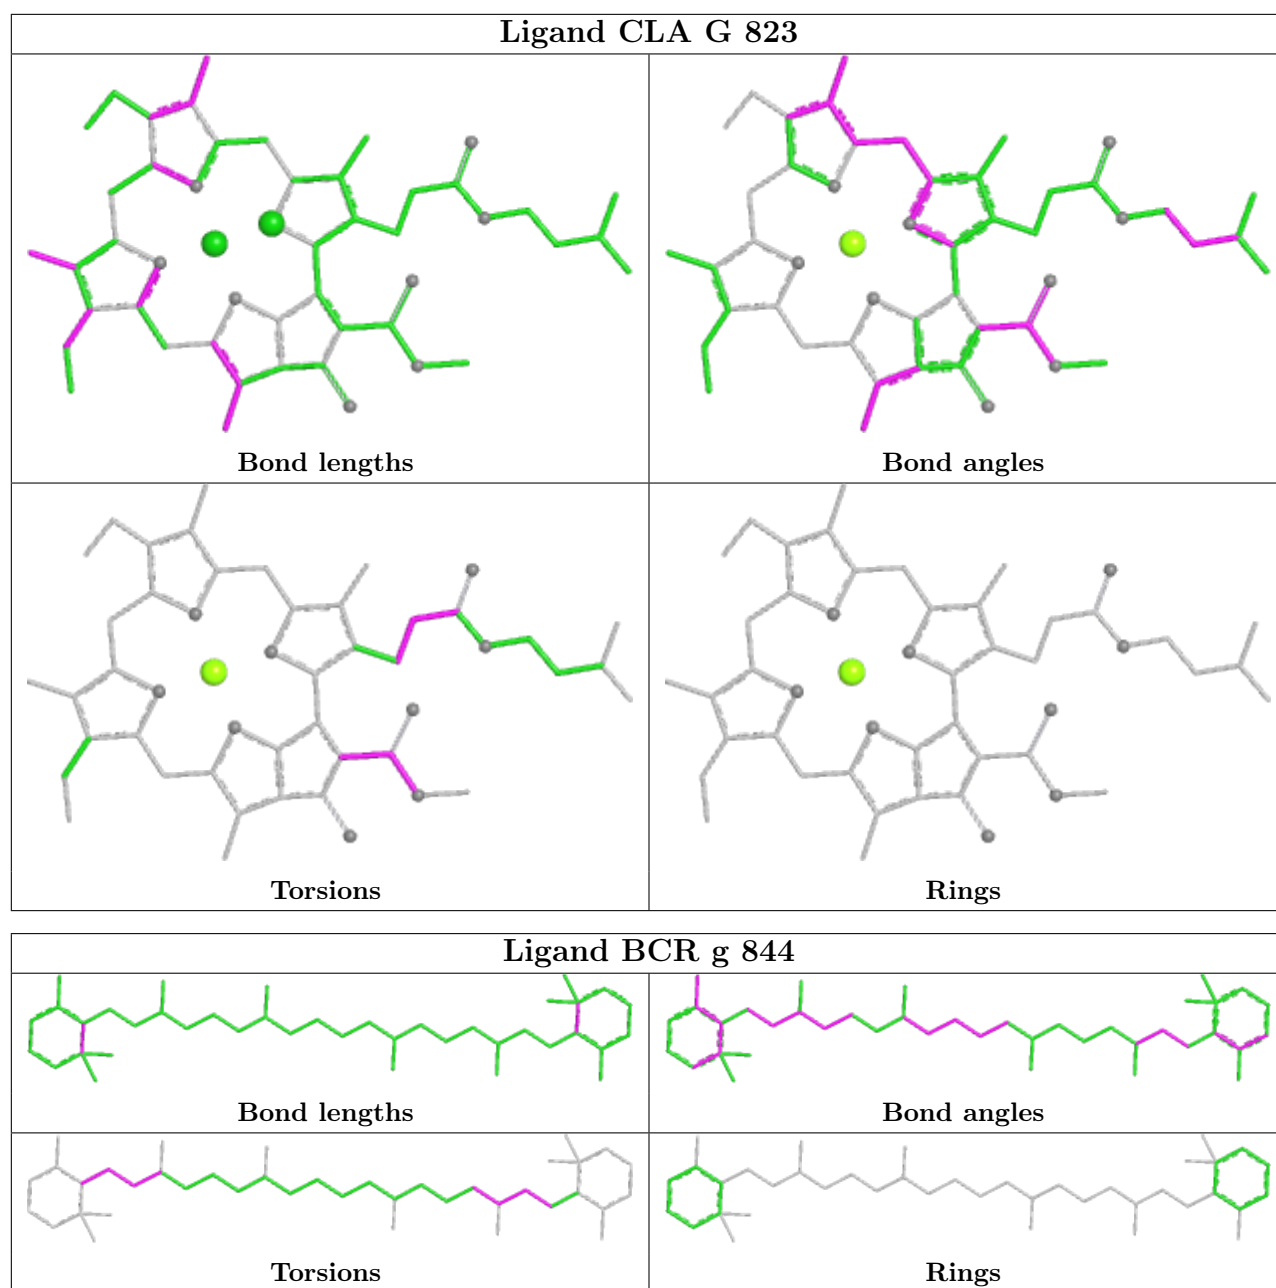 Ligand CLA G 823
Bond lengths
Bond angles
Torsions
Rings
Ligand BCR g 844
Bond lengths
Bond angles
Torsions
Rings